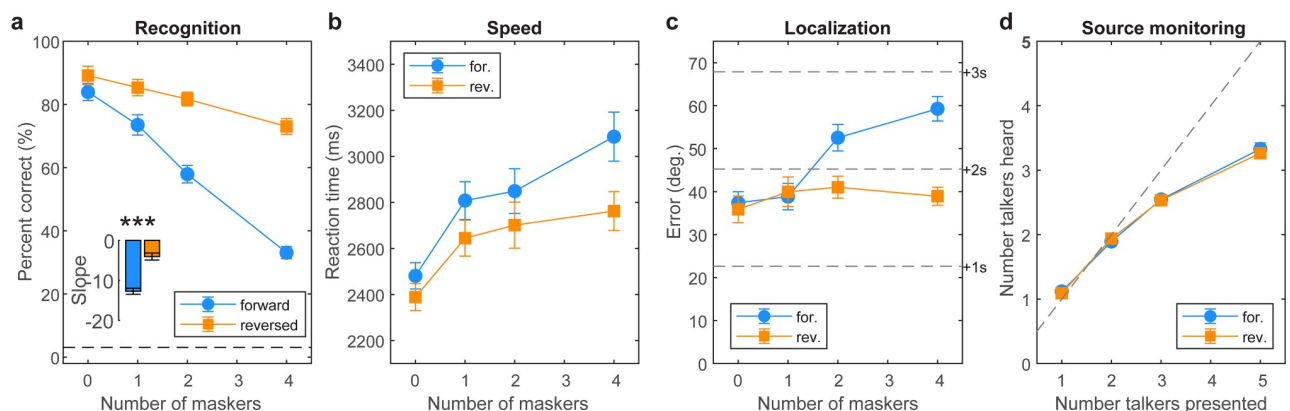 a
Recognition
Percent correct (%)
100
80
60
40
20
0
***
Slope
0
-10
-20
forward
reversed
0 1 2 3 4
Number of maskers
b
Speed
Reaction time (ms)
3400
3200
3000
2800
2600
2400
2200
for.
rev.
0 1 2 3 4
Number of maskers
c
Localization
Error (deg.)
70
60
50
40
30
20
10
0
+3s
+2s
+1s
for.
rev.
0 1 2 3 4
Number of maskers
d
Source monitoring
Number talkers heard
5
4
3
2
1
0
for.
rev.
1 2 3 4 5
Number talkers presented